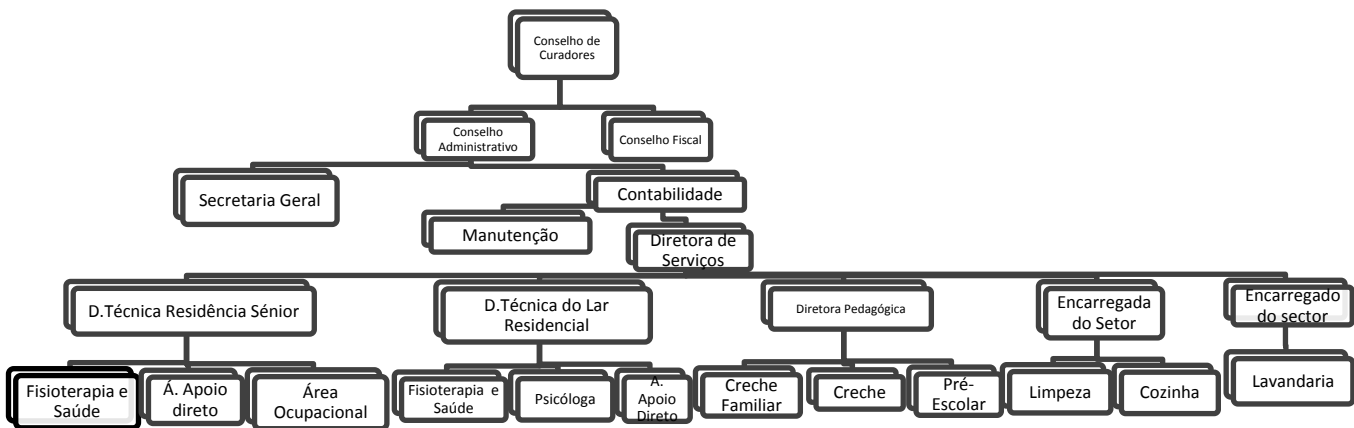 Conselho de
Curadores
Conselho
Administrativo
Conselho Fiscal
Secretaria Geral
Contabilidade
Manutenção
Diretora de
Serviços
D.Técnica Residência Sénior
D.Técnica do Lar
Residencial
Diretora Pedagógica
Encarregada
do Setor
Encarregado
do sector
Fisioterapia e
Saúde
Á. Apoio
direto
Área
Ocupacional
Fisioterapia e
Saúde
Psicóloga
A.
Apoio
Direto
Creche
Familiar
Creche
Pré-
Escolar
Limpeza
Cozinha
Lavandaria